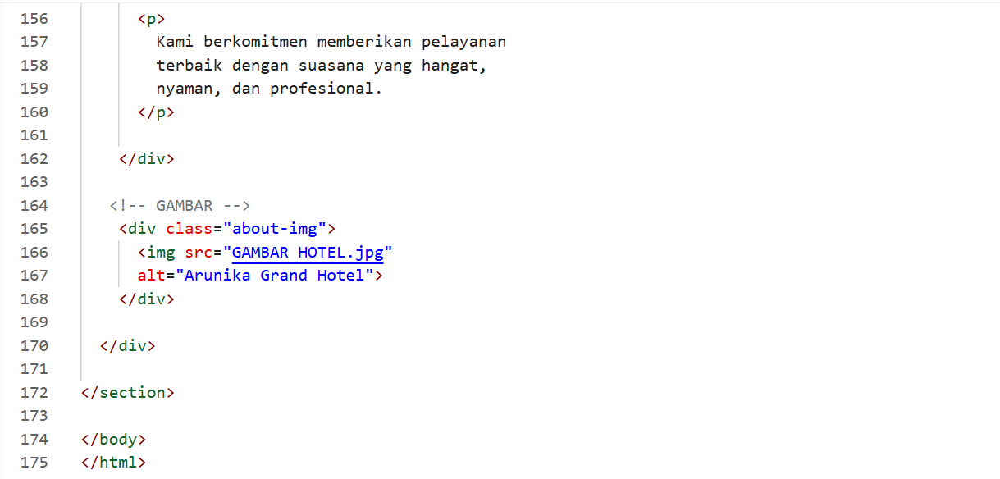 156 <p>
157 Kami berkomitmen memberikan pelayanan
158 terbaik dengan suasana yang hangat,
159 nyaman, dan profesional.
160 </p>
161
162 </div>
163
164 <!-- GAMBAR -->
165 <div class="about-img">
166 <img src="GAMBAR HOTEL.jpg"
167 alt="Arunika Grand Hotel">
168 </div>
169
170 </div>
171
172 </section>
173
174 </body>
175 </html>